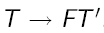 T → FT′